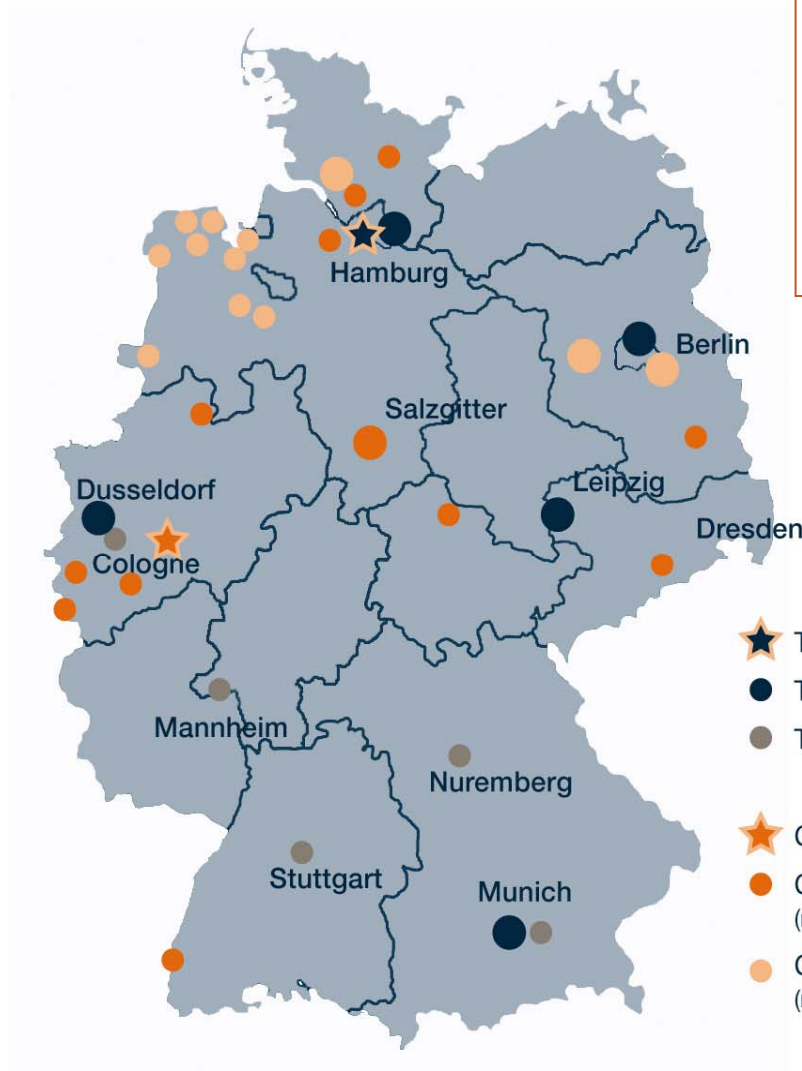 Hamburg
Berlin
Salzgitter
Leipzig
Dusseldorf
Dresden
Cologne
T
T
Mannheim
T
Nuremberg
C
Stuttgart
Munich